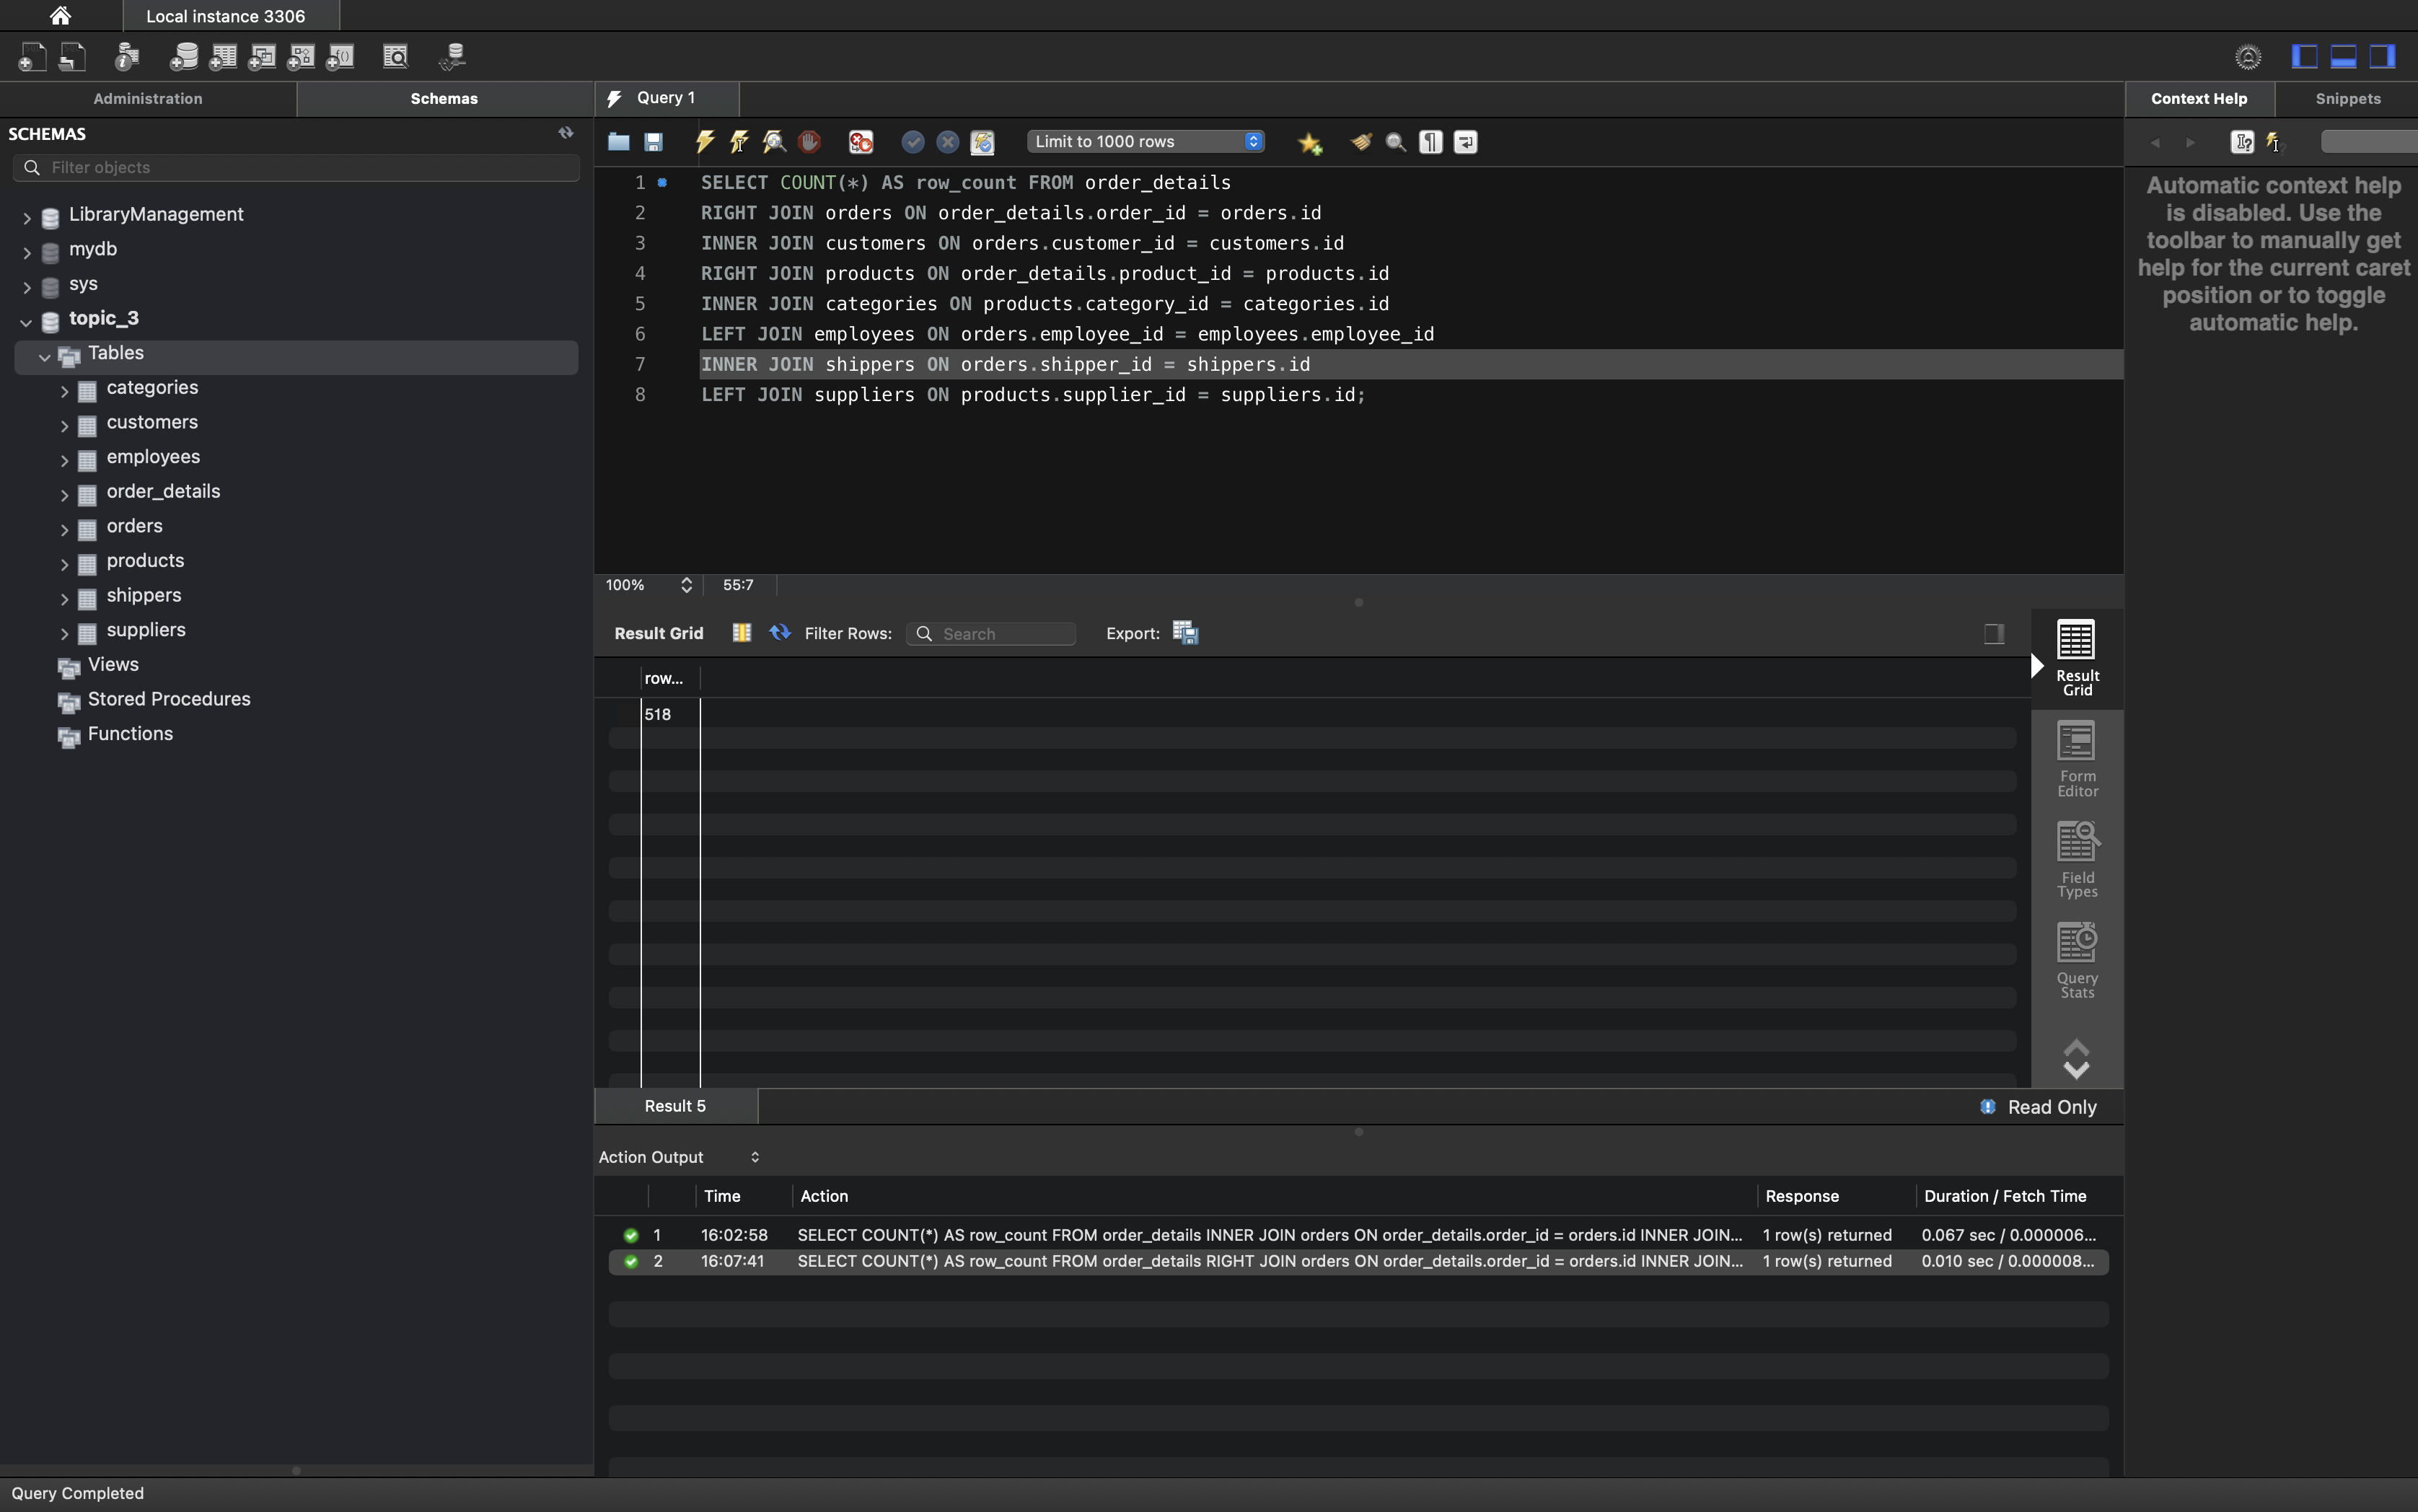 Local instance 3306
Administration
Schemas
Query 1
Context Help
Snippets
SCHEMAS
Filter objects
Limit to 1000 rows
LibraryManagement
mydb
sys
topic_3
Tables
categories
customers
employees
order_details
orders
products
shippers
suppliers
Views
Stored Procedures
Functions
1 SELECT COUNT(*) AS row_count FROM order_details
2 RIGHT JOIN orders ON order_details.order_id = orders.id
3 INNER JOIN customers ON orders.customer_id = customers.id
4 RIGHT JOIN products ON order_details.product_id = products.id
5 INNER JOIN categories ON products.category_id = categories.id
6 LEFT JOIN employees ON orders.employee_id = employees.employee_id
7 INNER JOIN shippers ON orders.shipper_id = shippers.id
8 LEFT JOIN suppliers ON products.supplier_id = suppliers.id;
Automatic context help
is disabled. Use the
toolbar to manually get
help for the current caret
position or to toggle
automatic help.
100% 55:7
Result Grid Filter Rows: Search Export:
row...
518
Result
Grid
Form
Editor
Field
Types
Query
Stats
Result 5
Read Only
Action Output
Time Action Response Duration / Fetch Time
1 16:02:58 SELECT COUNT(*) AS row_count FROM order_details INNER JOIN orders ON order_details.order_id = orders.id INNER JOIN... 1 row(s) returned 0.067 sec / 0.000006...
2 16:07:41 SELECT COUNT(*) AS row_count FROM order_details RIGHT JOIN orders ON order_details.order_id = orders.id INNER JOIN... 1 row(s) returned 0.010 sec / 0.000008...
Query Completed